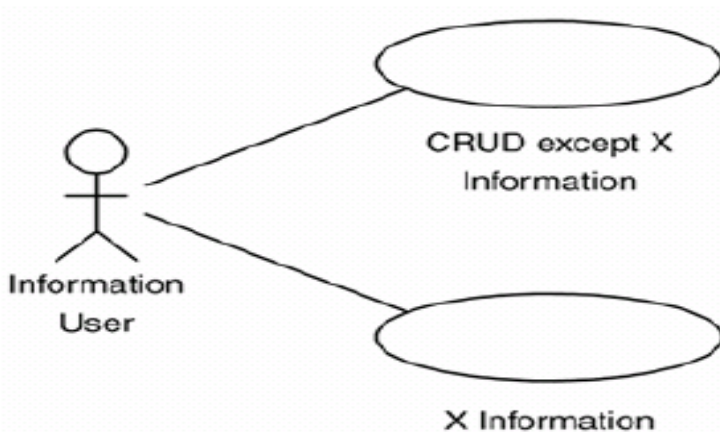 CRUD except X
Information
Information
User
X Information